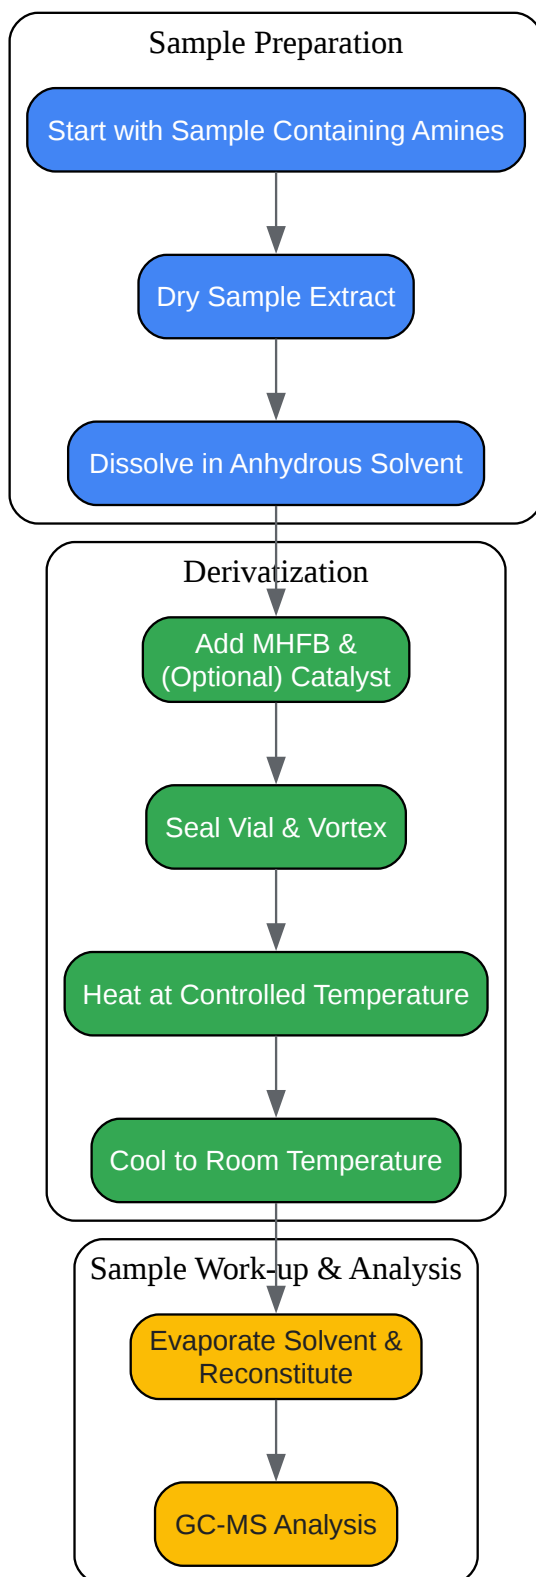 Sample Preparation
Start with Sample Containing Amines
Dry Sample Extract
Dissolve in Anhydrous Solvent
Derivatization
Add MHFB &
(Optional) Catalyst
Seal Vial & Vortex
Heat at Controlled Temperature
Cool to Room Temperature
Sample Work-up & Analysis
Evaporate Solvent &
Reconstitute
GC-MS Analysis